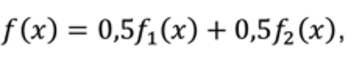 f(x) = 0,5f₁(x) + 0,5f₂(x),